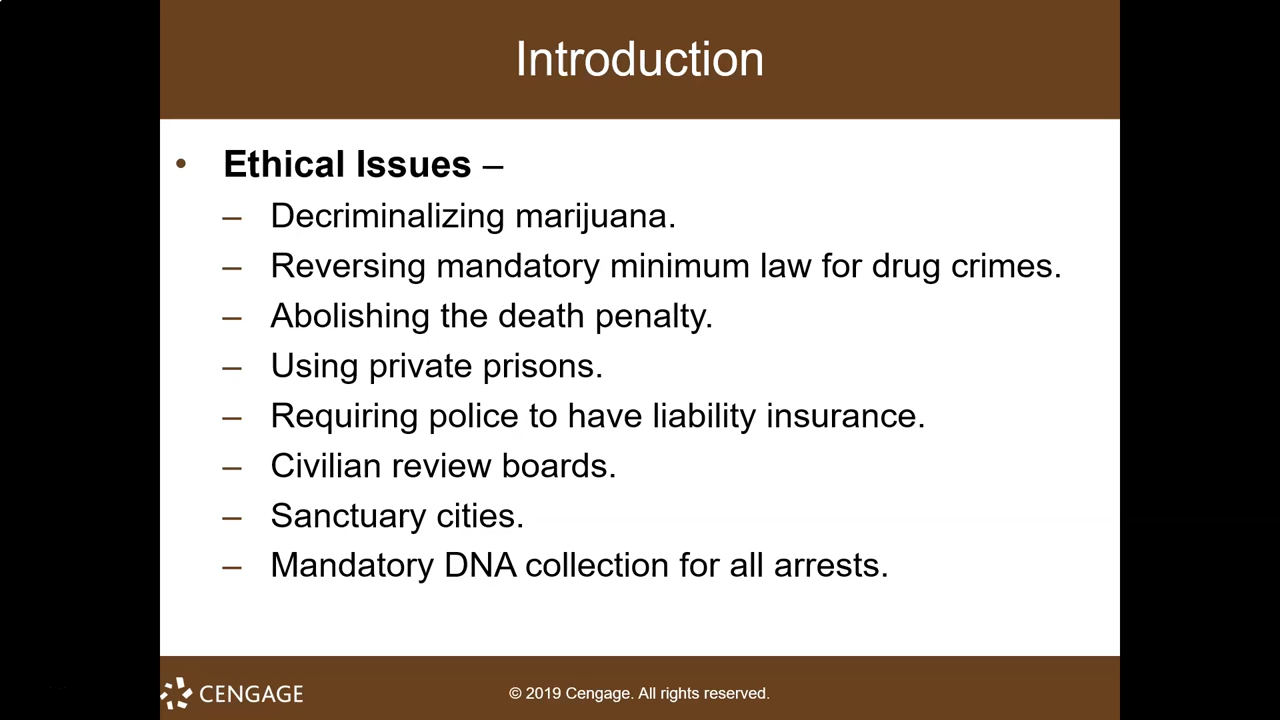 Introduction
• Ethical Issues –
– Decriminalizing marijuana.
– Reversing mandatory minimum law for drug crimes.
– Abolishing the death penalty.
– Using private prisons.
– Requiring police to have liability insurance.
– Civilian review boards.
– Sanctuary cities.
– Mandatory DNA collection for all arrests.
CENGAGE
© 2019 Cengage. All rights reserved.